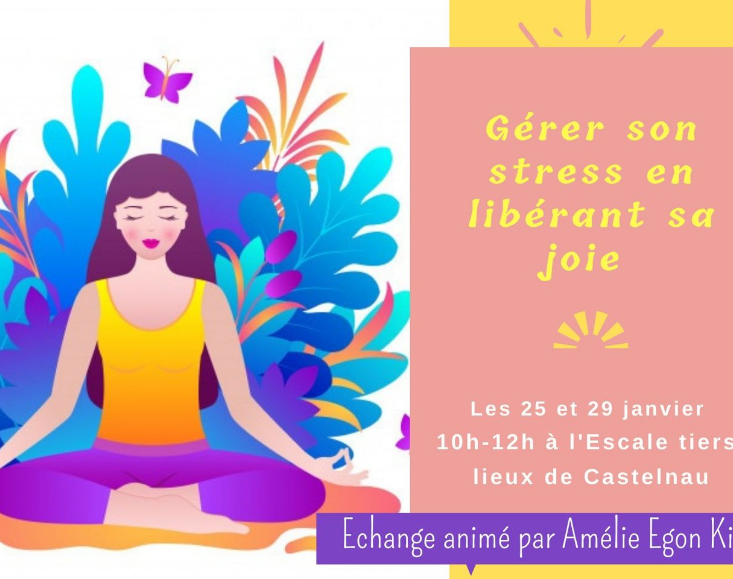 Gérer son
stress en
libérant sa
joie
Les 25 et 29 janvier
10h-12h à l'Escale tiers
lieux de Castelnau
Echange animé par Amélie Egon Ki